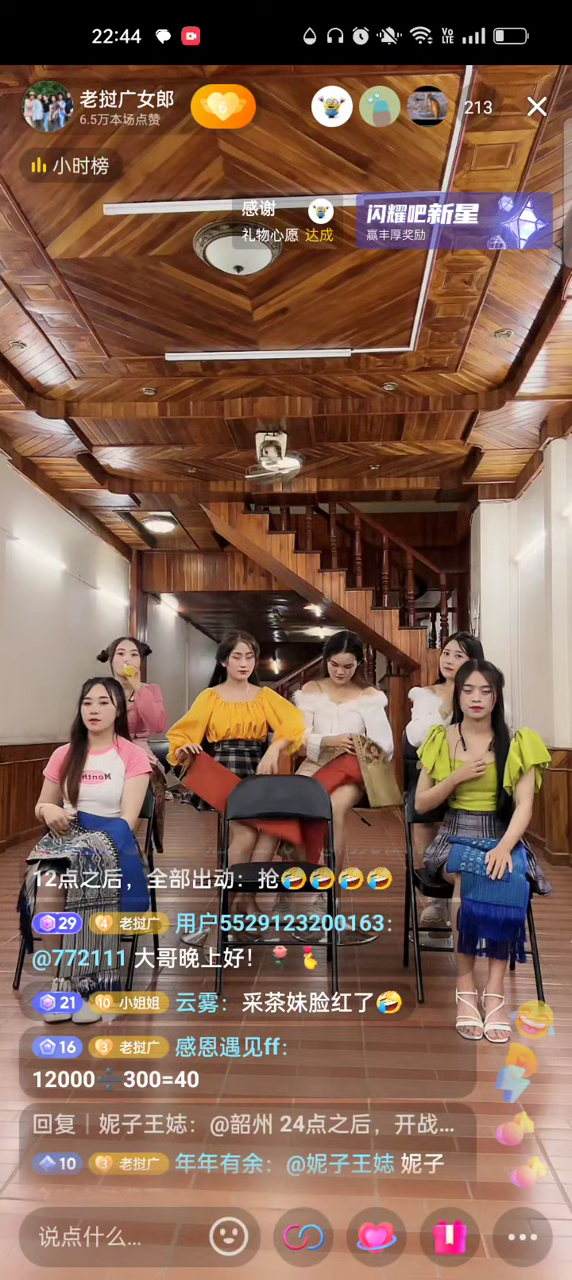 22:44
Vo
LTE
老挝广女郎
6.5万本场点赞
6
213
小时榜
感谢
礼物心愿 达成
闪耀吧新星
赢丰厚奖励
12点之后，全部出动：抢🤣🤣🤣🤣
29 4 老挝广 用户5529123200163：
@772111 大哥晚上好！🌹🫰
21 10 小姐姐 云雾：采茶妹脸红了🤣
16 3 老挝广 感恩遇见ff：
12000➗300=40
回复｜妮子王娡：@韶州 24点之后，开战...
10 3 老挝广 年年有余：@妮子王娡 妮子
说点什么...